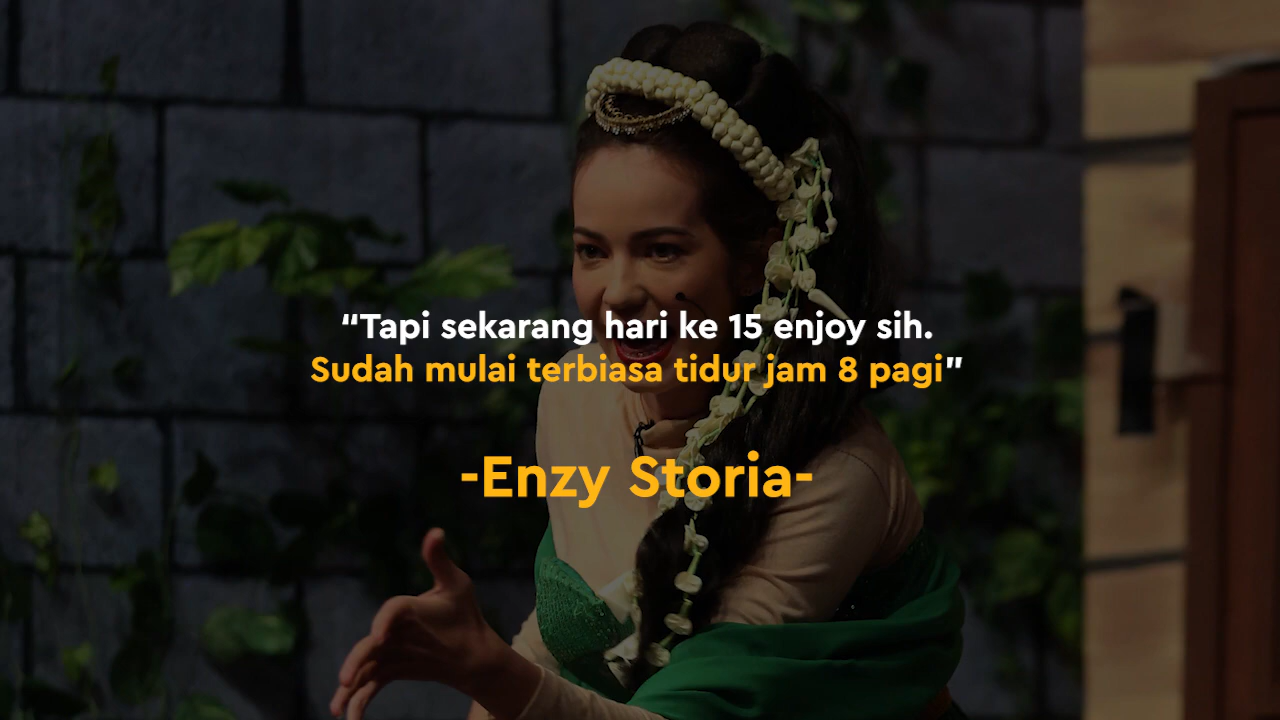 “Tapi sekarang hari ke 15 enjoy sih.
Sudah mulai terbiasa tidur jam 8 pagi”
-Enzy Storia-